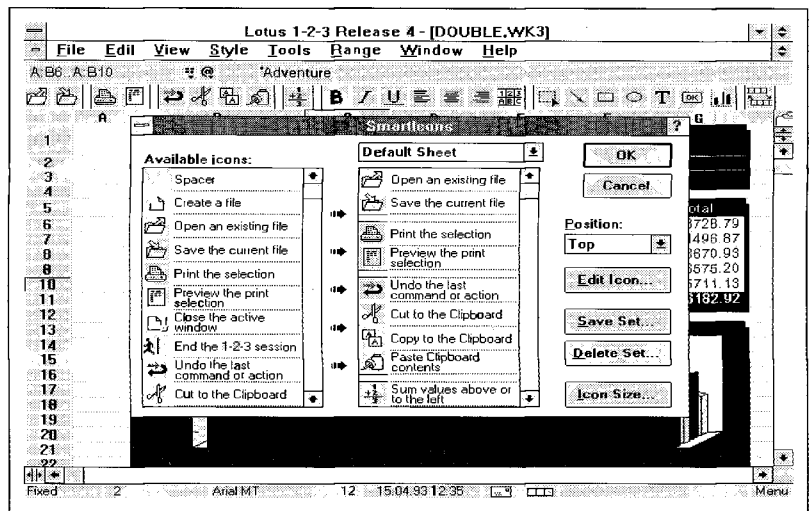 Lotus 1-2-3 Release 4 - [DOUBLE,WK3]
File Edit View Style Tools Range Window Help
A:B6..A:B10 @ 'Adventure
B I U T OK
A G
SmartIcons ?
Available icons:
Spacer
Create a file
Open an existing file
Save the current file
Print the selection
Preview the print
selection
Close the active
window
End the 1-2-3 session
Undo the last
command or action
Cut to the Clipboard
Default Sheet
Open an existing file
Save the current file
Print the selection
Preview the print
selection
Undo the last
command or action
Cut to the Clipboard
Copy to the Clipboard
Paste Clipboard
contents
Sum values above or
to the left
OK
Cancel
Position:
Top
Edit Icon...
Save Set...
Delete Set...
Icon Size...
1
2
3
4
5
6
7
8
9
10
11
12
13
14
15
16
17
18
19
20
21
22
otal
728.79
496.87
670.93
575.20
711.13
182.92
Fixed 2 Arial MT 12 15.04.93 12:35 Menu